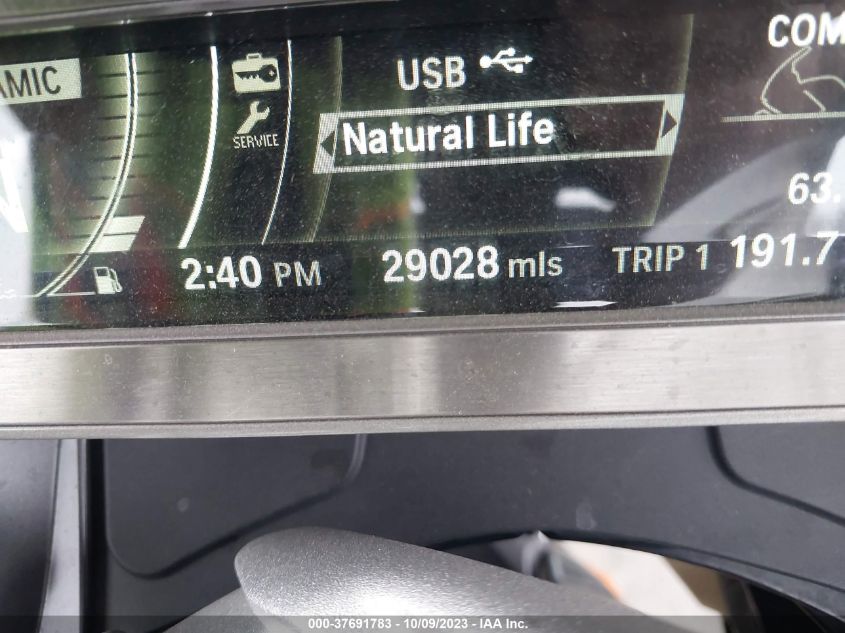 AMIC
SERVICE
USB
Natural Life
COM
63.
2:40 PM
29028 mls
TRIP 1 191.7
000-37691783 - 10/09/2023 - IAA Inc.